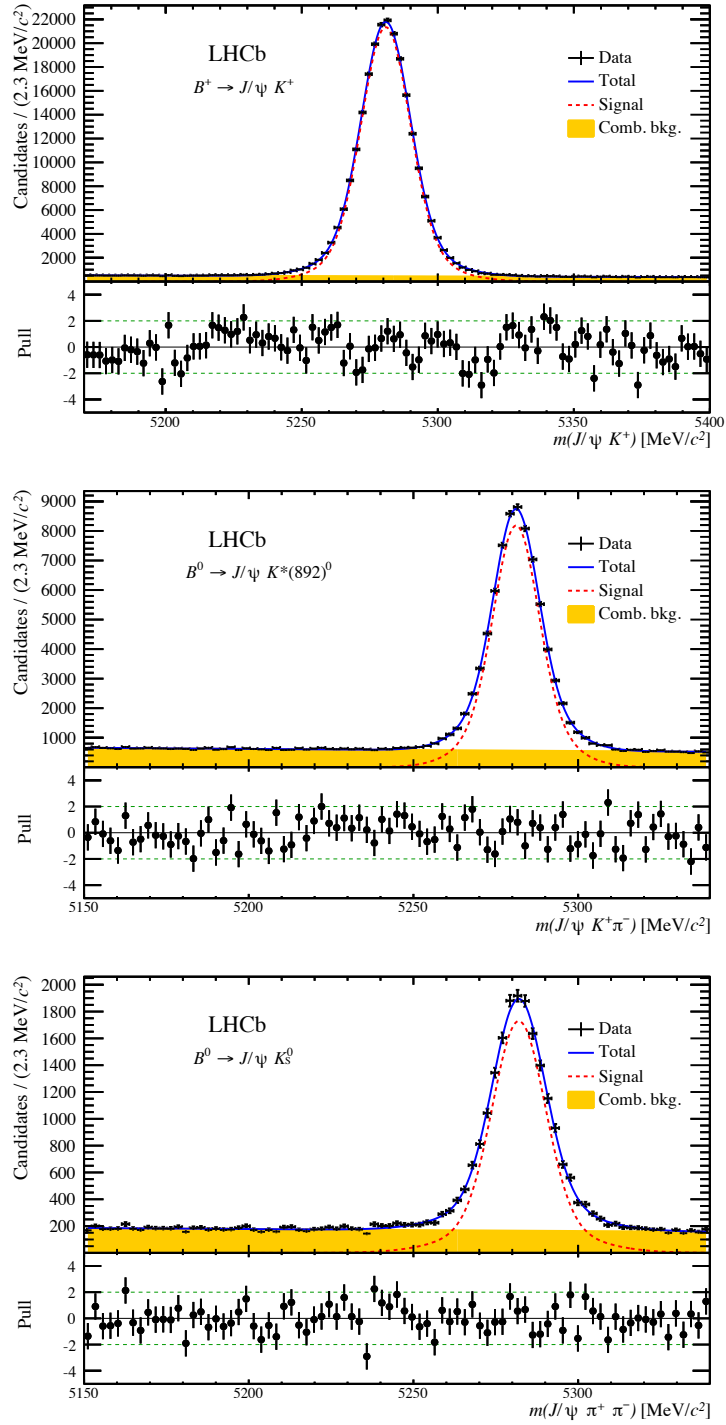 Candidates / (2.3 MeV/c²)
22000
20000
18000
16000
14000
12000
10000
8000
6000
4000
2000
LHCb
B⁺ → J/ψ K⁺
Data
Total
Signal
Comb. bkg.
Pull
4
2
0
-2
-4
5200 5250 5300 5350 5400
m(J/ψ K⁺) [MeV/c²]
Candidates / (2.3 MeV/c²)
9000
8000
7000
6000
5000
4000
3000
2000
1000
LHCb
B⁰ → J/ψ K*(892)⁰
Data
Total
Signal
Comb. bkg.
Pull
4
2
0
-2
-4
5150 5200 5250 5300
m(J/ψ K⁺π⁻) [MeV/c²]
Candidates / (2.3 MeV/c²)
2000
1800
1600
1400
1200
1000
800
600
400
200
LHCb
B⁰ → J/ψ K_S⁰
Data
Total
Signal
Comb. bkg.
Pull
4
2
0
-2
-4
5150 5200 5250 5300
m(J/ψ π⁺ π⁻) [MeV/c²]